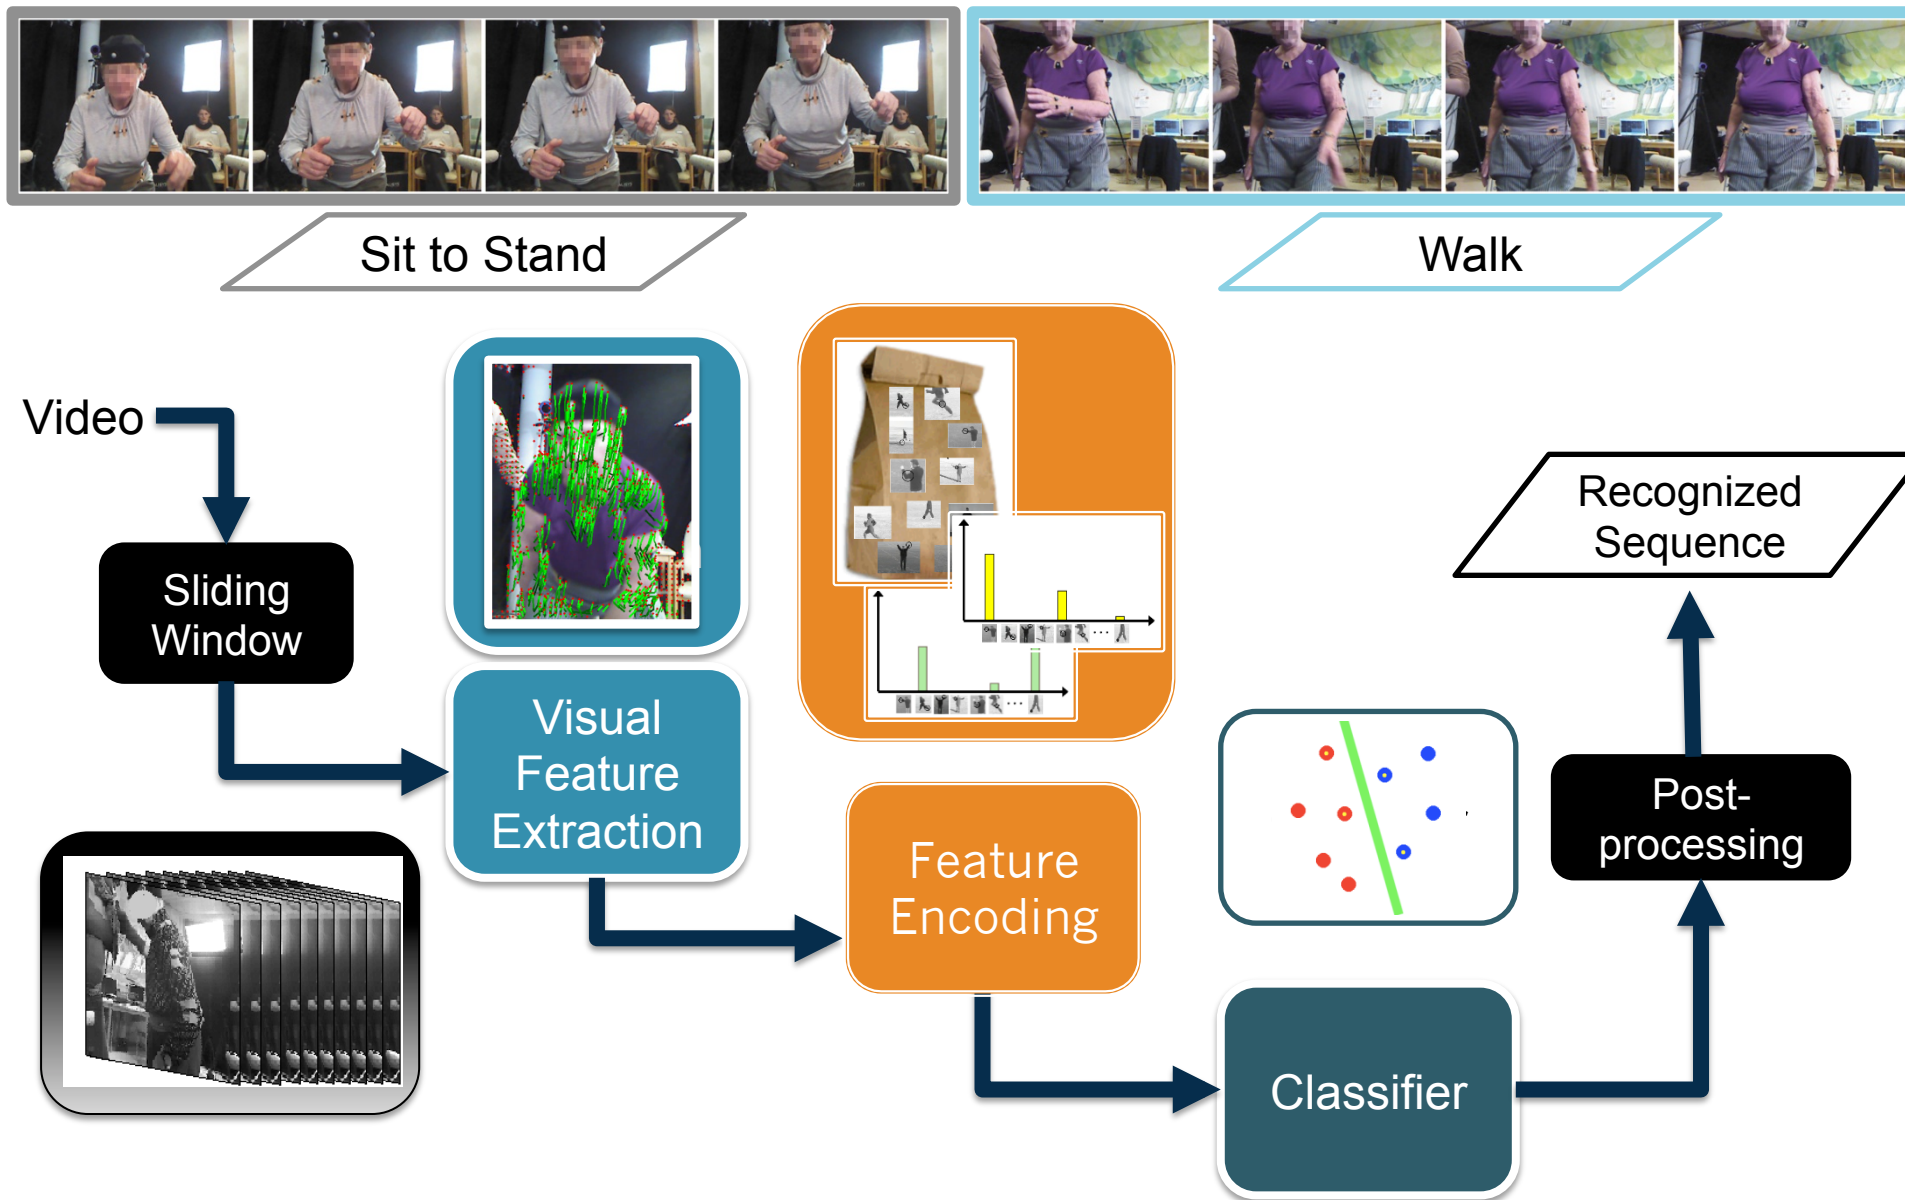 Sit to Stand
Walk
Video
Sliding
Window
Visual
Feature
Extraction
Feature
Encoding
Classifier
Post-
processing
Recognized
Sequence